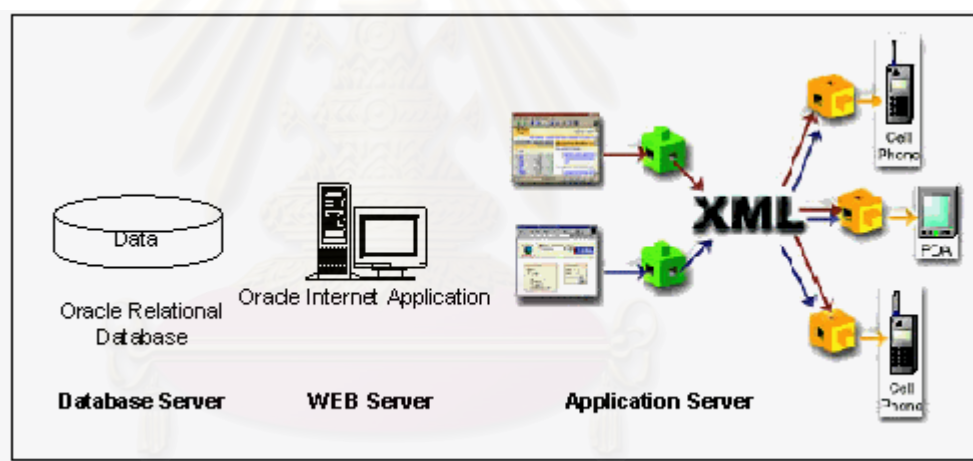 Data
Oracle Relational
Database
Database Server
Oracle Internet Application
WEB Server
XML
Application Server
Cell
Phone
PDA
Cell
Phone